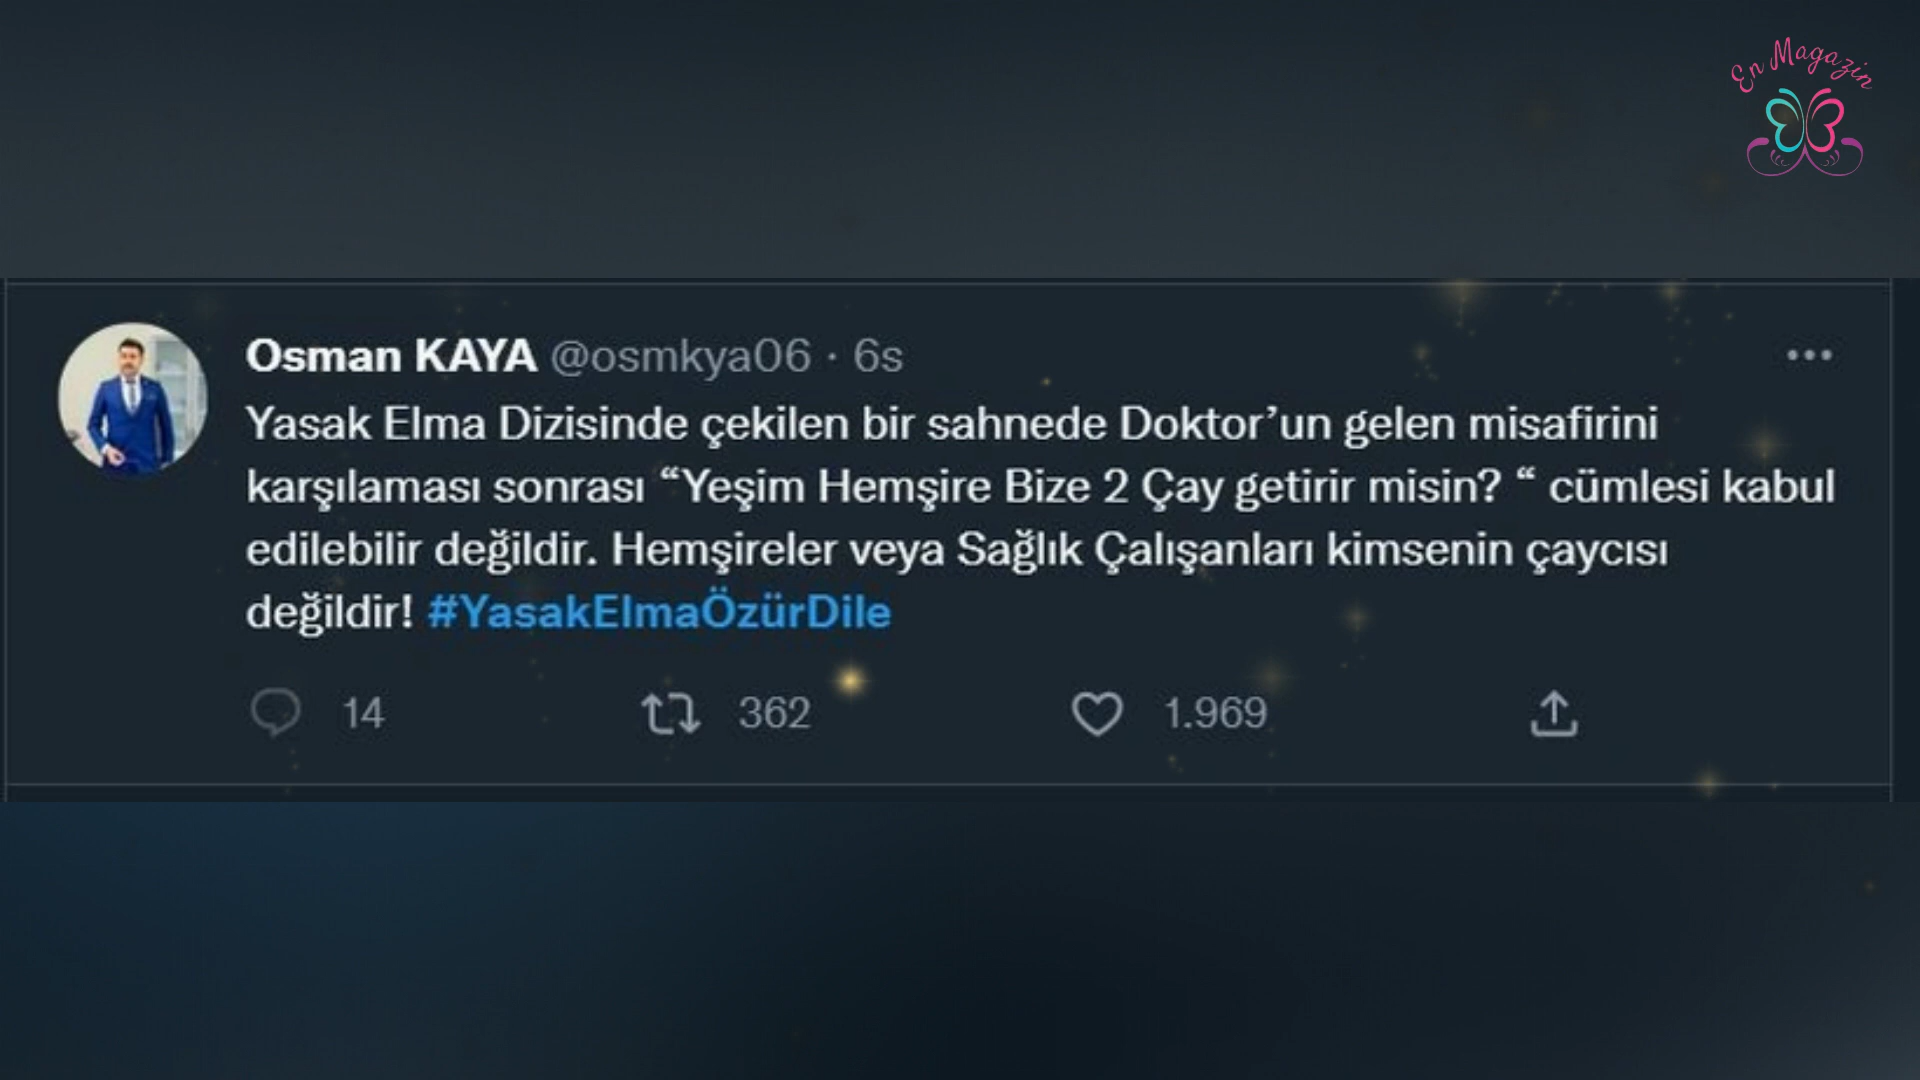 En Magazin
Osman KAYA @osmkya06 · 6s
Yasak Elma Dizisinde çekilen bir sahnede Doktor’un gelen misafirini
karşılaması sonrası “Yeşim Hemşire Bize 2 Çay getirir misin? “ cümlesi kabul
edilebilir değildir. Hemşireler veya Sağlık Çalışanları kimsenin çaycısı
değildir! #YasakElmaÖzürDile
14 362 1.969